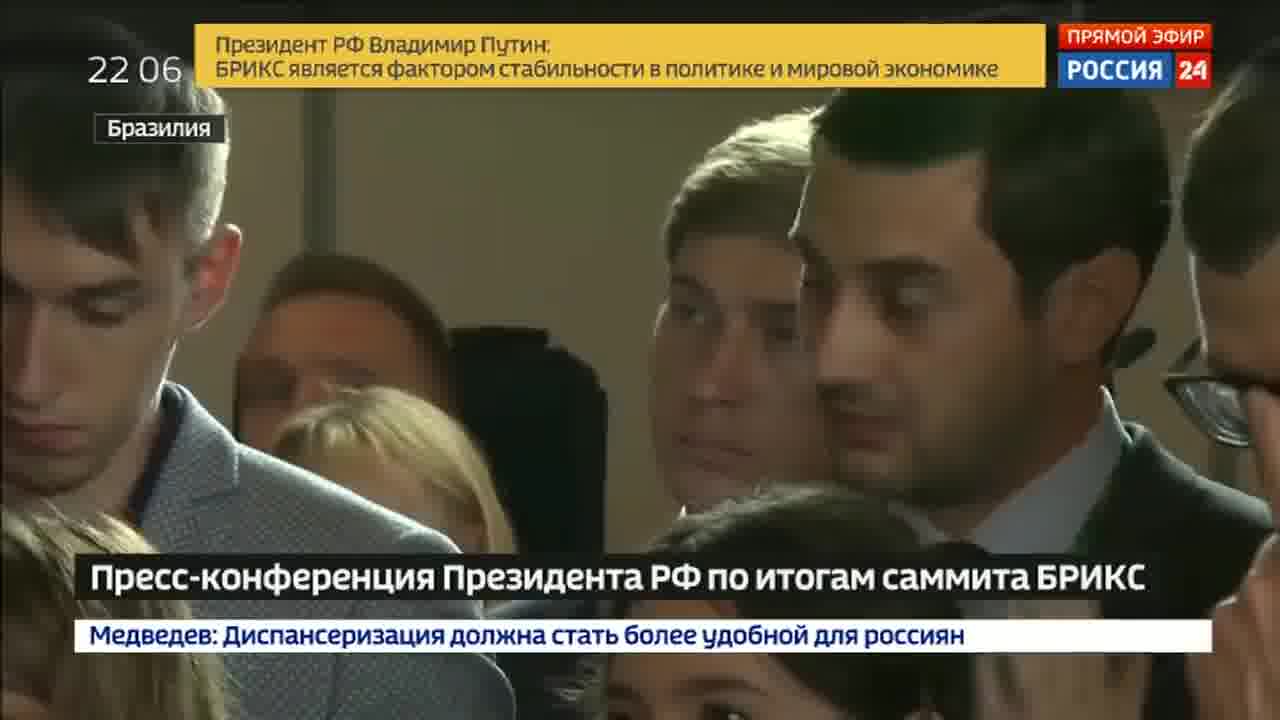 22 06
Президент РФ Владимир Путин:
БРИКС является фактором стабильности в политике и мировой экономике
ПРЯМОЙ ЭФИР
РОССИЯ 24
Бразилия
Пресс-конференция Президента РФ по итогам саммита БРИКС
Медведев: Диспансеризация должна стать более удобной для россиян